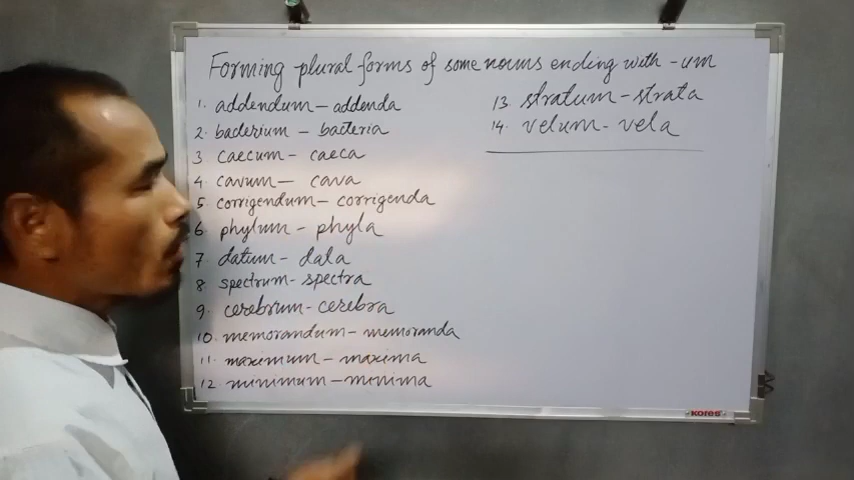 Forming plural forms of some nouns ending with -um
1. addendum - addenda
2. bacterium - bacteria
3 caecum - caeca
4 cavum - cava
5 corrigendum - corrigenda
6. phylum - phyla
7 datum - data
8 spectrum - spectra
9. cerebrum - cerebra
10. memorandum - memoranda
11. maximum - maxima
12. minimum - minima
13. stratum - strata
14. velum - vela
KORES